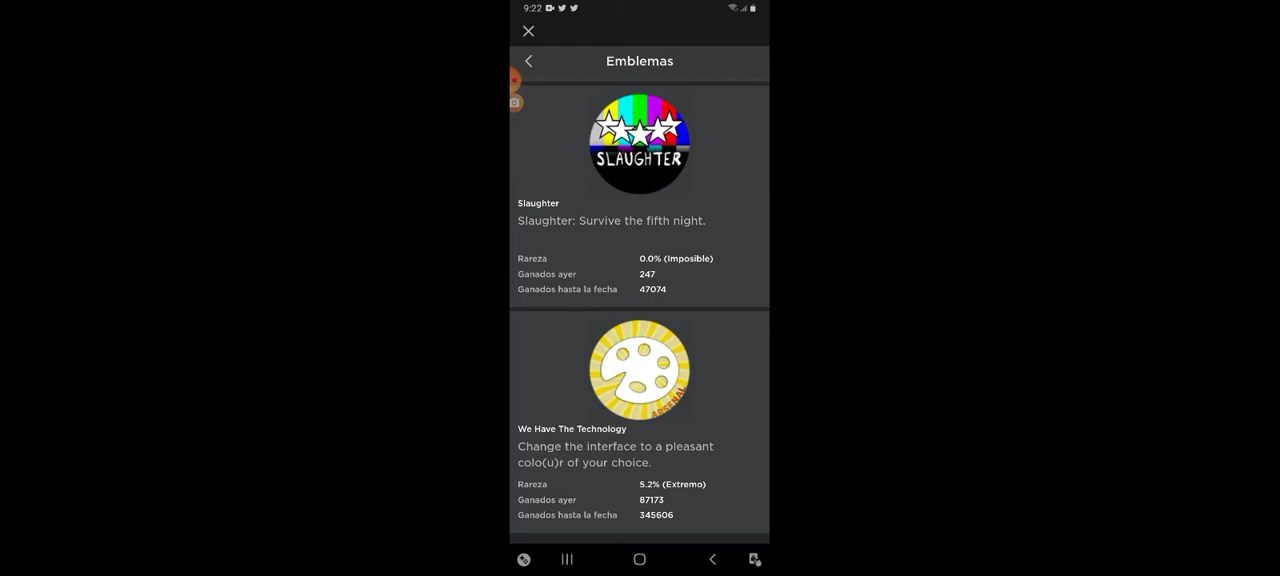 9:22
Emblemas
SLAUGHTER
Slaughter
Slaughter: Survive the fifth night.
Rareza 0.0% (Imposible)
Ganados ayer 247
Ganados hasta la fecha 47074
ARSENAL
We Have The Technology
Change the interface to a pleasant
colo(u)r of your choice.
Rareza 5.2% (Extremo)
Ganados ayer 87173
Ganados hasta la fecha 345606